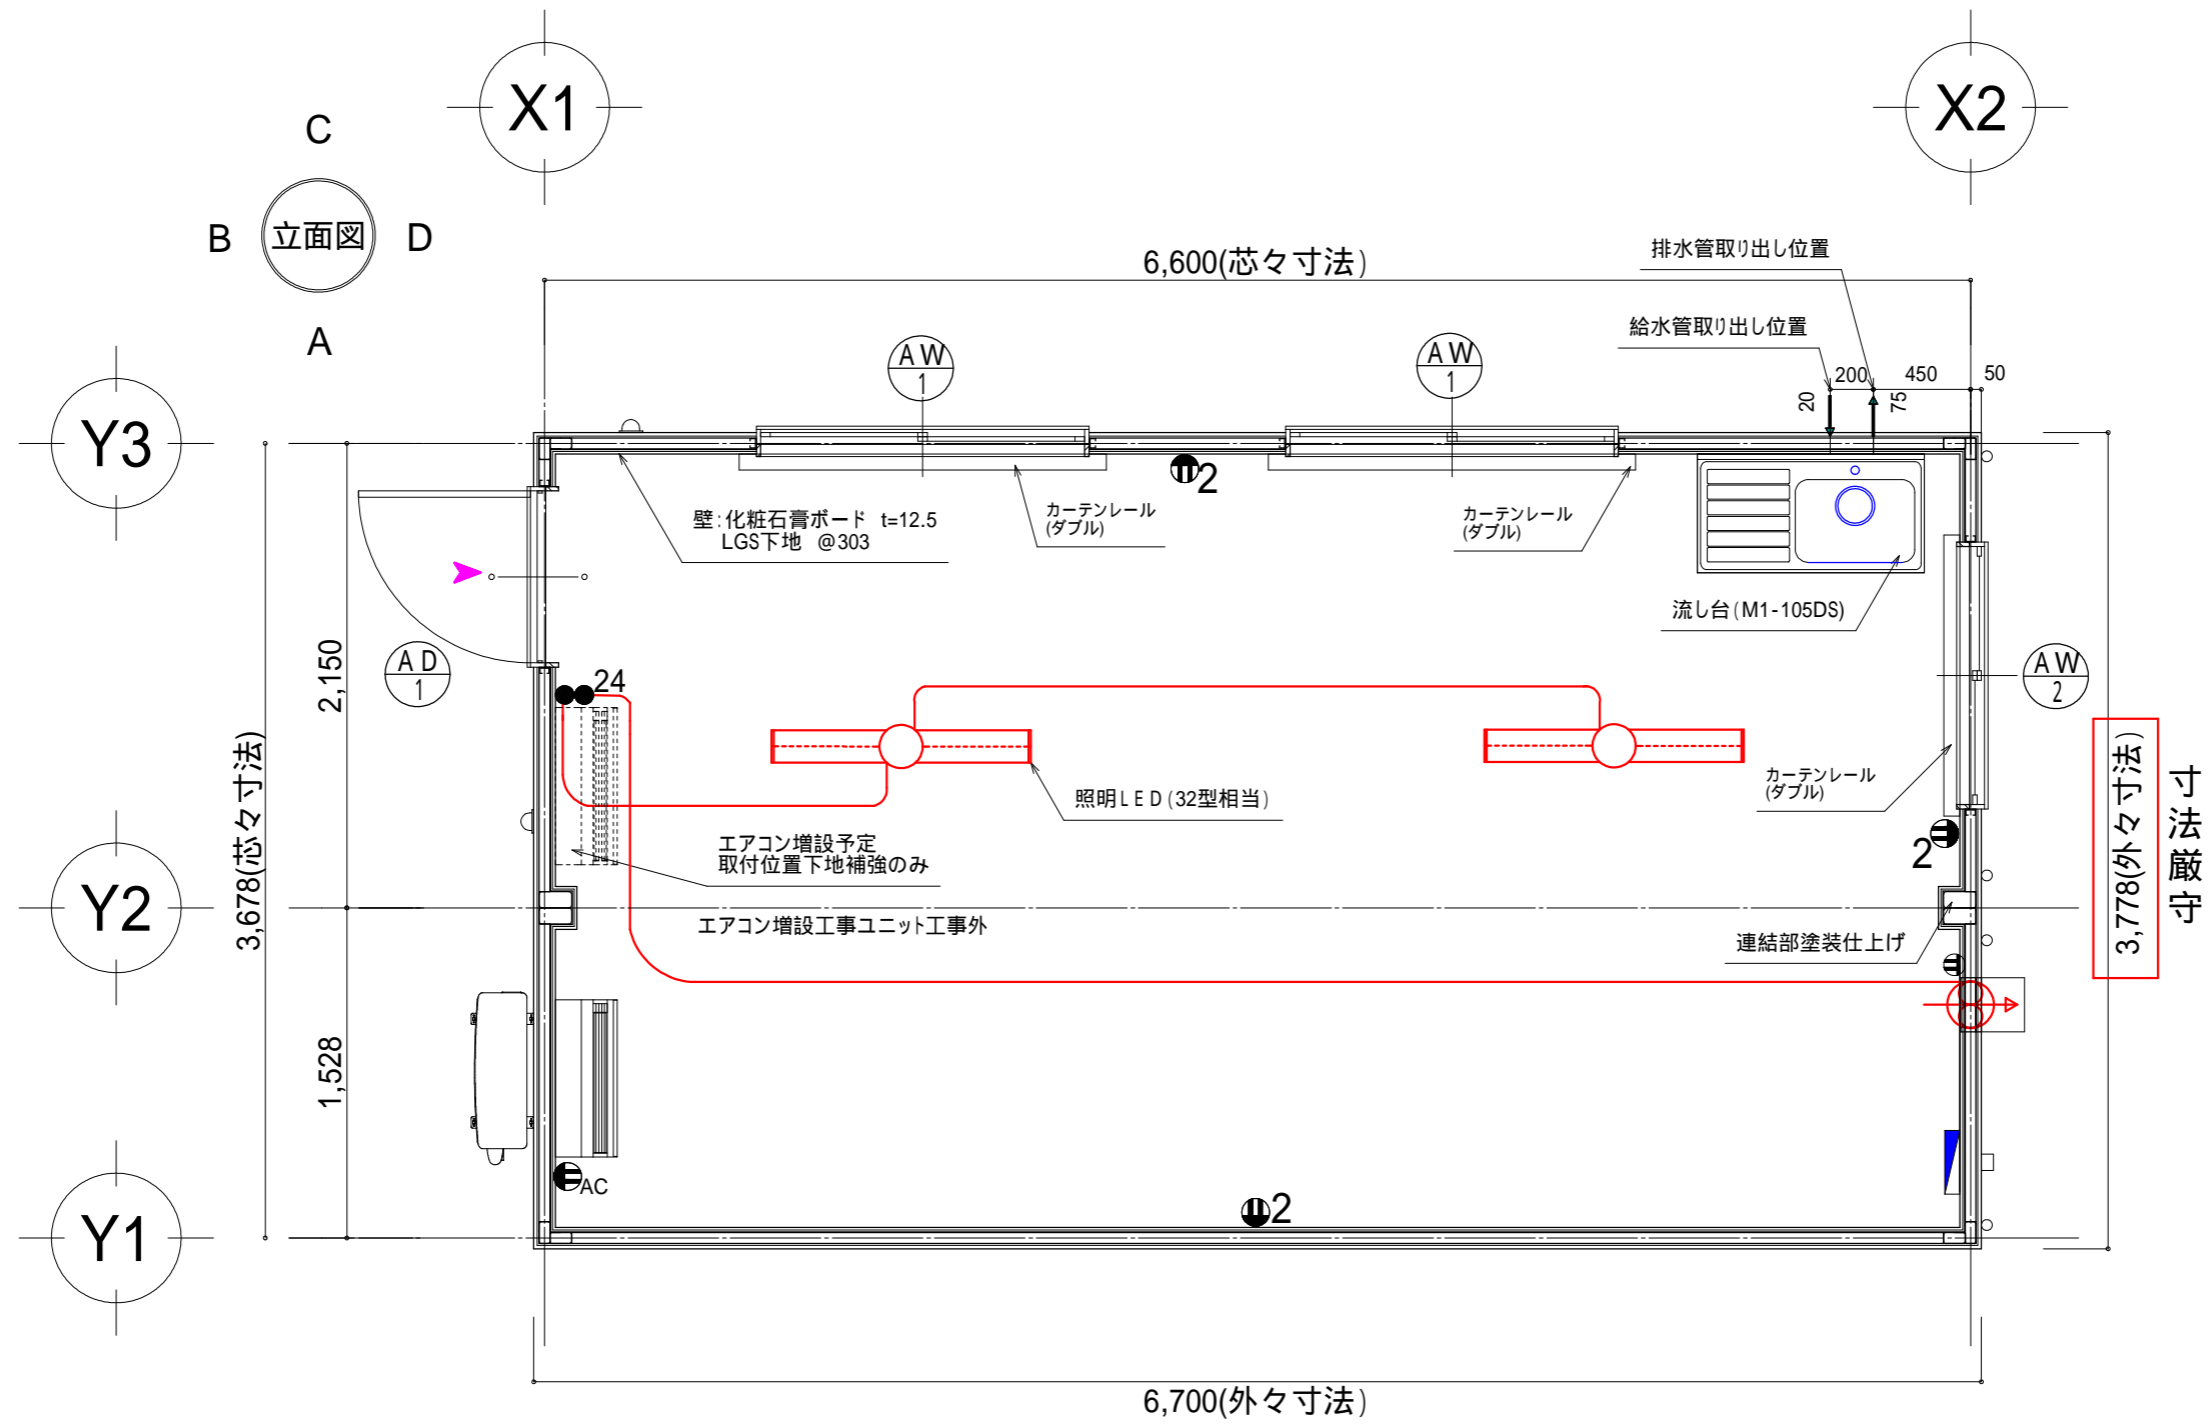 X1
X2
C
B
立面図
D
A
6,600(芯々寸法)
排水管取り出し位置
給水管取り出し位置
200
450
50
20
75
AW
1
AW
1
Y3
2
壁:化粧石膏ボード t=12.5
LGS下地 @303
カーテンレール
(ダブル)
カーテンレール
(ダブル)
流し台(M1-105DS)
AD
1
AW
2
2,150
24
3,678(芯々寸法)
照明LED(32型相当)
カーテンレール
(ダブル)
3,778(外々寸法)
寸法厳守
エアコン増設予定
取付位置下地補強のみ
2
Y2
エアコン増設工事ユニット工事外
連結部塗装仕上げ
1,528
AC
2
Y1
6,700(外々寸法)